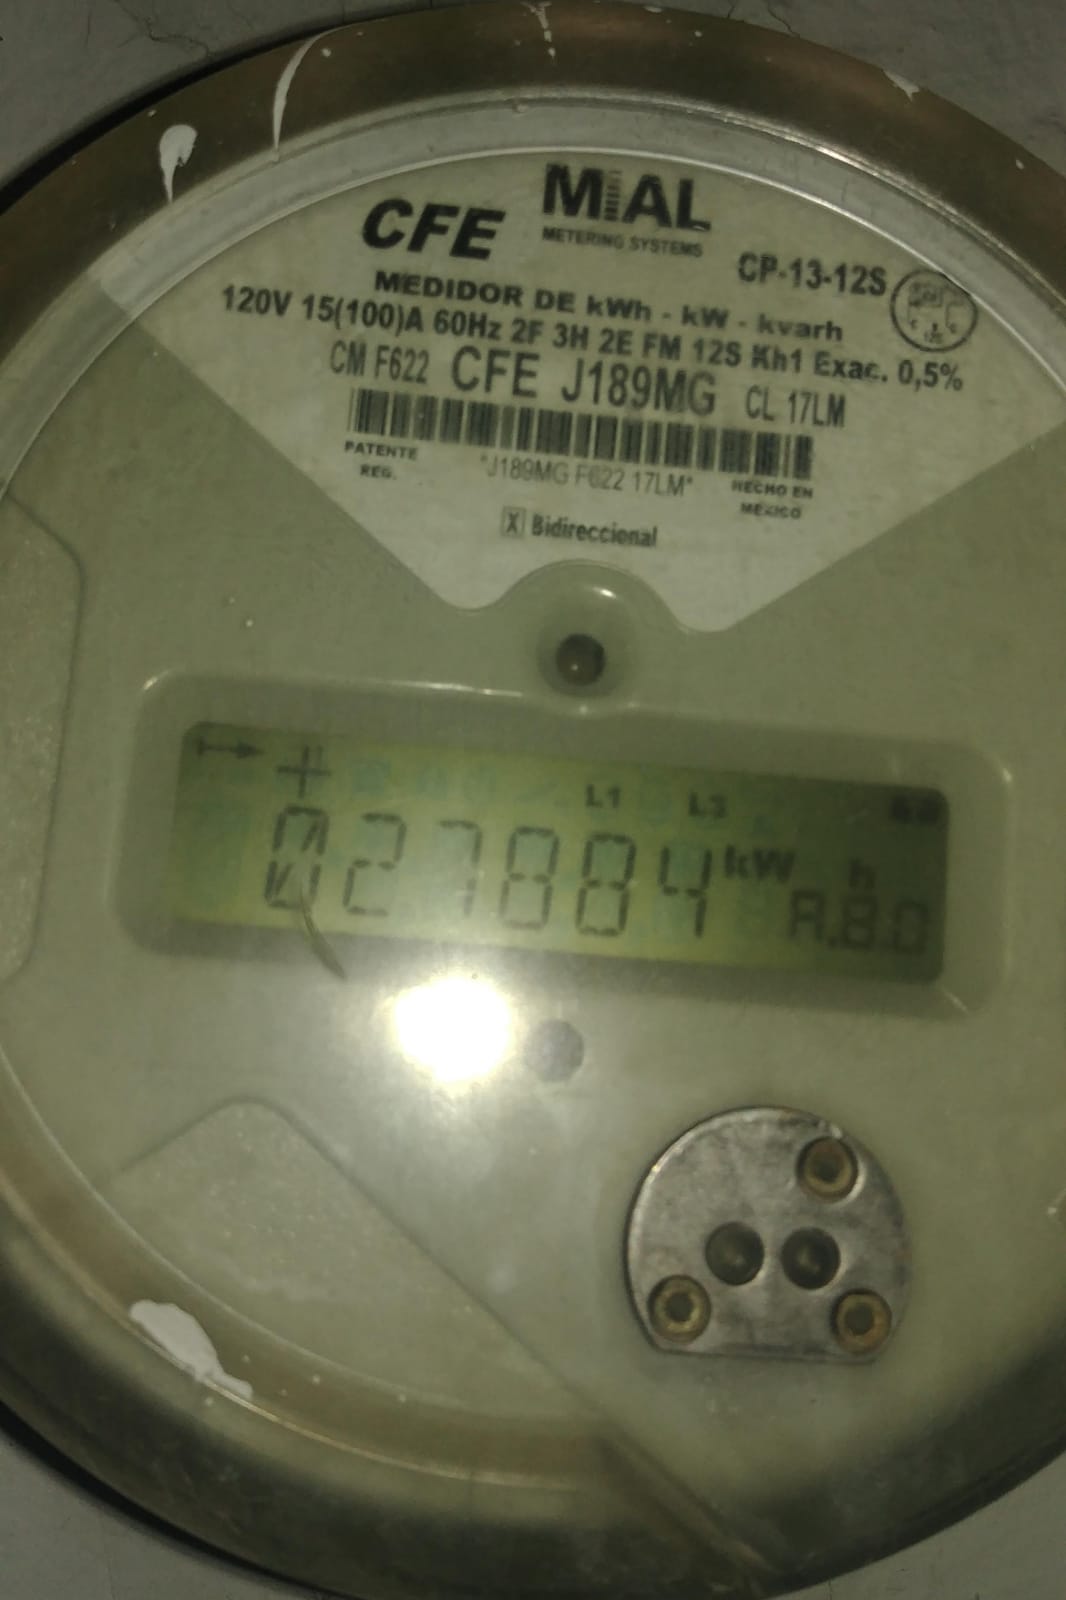 CFE
MIAL
METERING SYSTEMS
CP-13-12S
MEDIDOR DE kWh - kW - kvarh
120V 15(100)A 60Hz 2F 3H 2E FM 12S Kh1 Exac. 0,5%
CM F622 CFE J189MG CL 17LM
PATENTE
REG.
*J189MG F622 17LM*
HECHO EN
MEXICO
X Bidireccional
L1 L3
027884 kW h
A.B.0